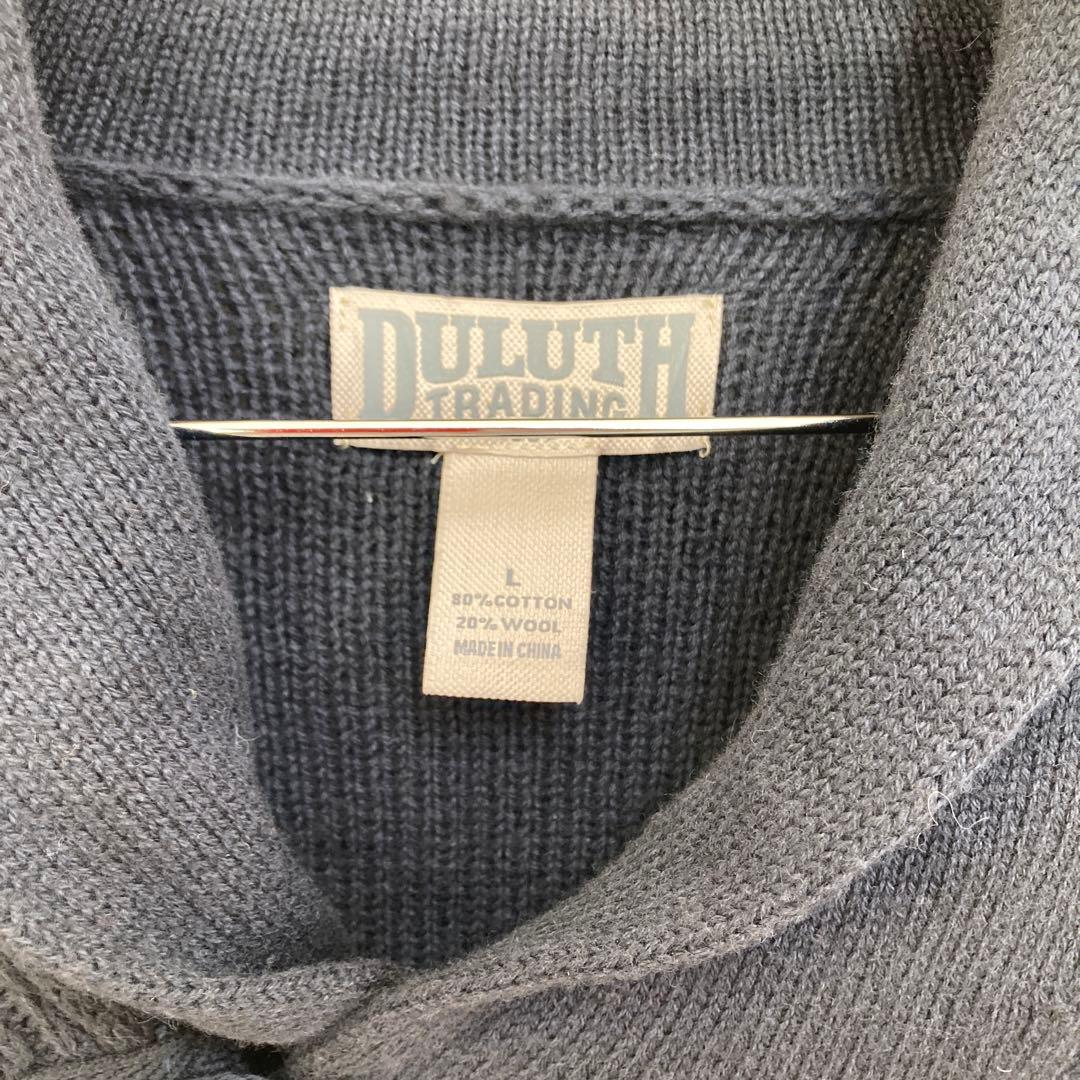 DULUTH
TRADING
L
80% COTTON
20% WOOL
MADE IN CHINA